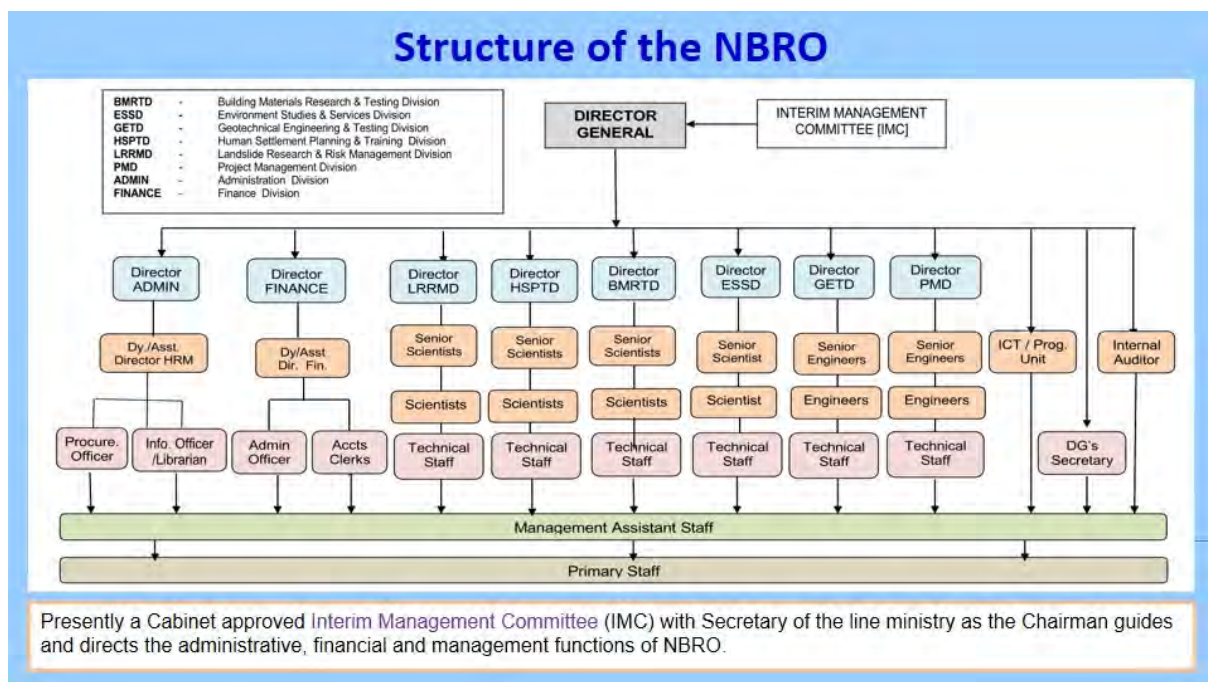 Structure of the NBRO
BMRTD - Building Materials Research & Testing Division
ESSD - Environment Studies & Services Division
GETD - Geotechnical Engineering & Testing Division
HSPTD - Human Settlement Planning & Training Division
LRRMD - Landslide Research & Risk Management Division
PMD - Project Management Division
ADMIN - Administration Division
FINANCE - Finance Division
DIRECTOR
GENERAL
INTERIM MANAGEMENT
COMMITTEE [IMC]
Director
ADMIN
Director
FINANCE
Director
LRRMD
Director
HSPTD
Director
BMRTD
Director
ESSD
Director
GETD
Director
PMD
Dy./Asst.
Director HRM
Dy/Asst
Dir. Fin.
Senior
Scientists
Senior
Scientists
Senior
Scientists
Senior
Scientist
Senior
Engineers
Senior
Engineers
ICT / Prog.
Unit
Internal
Auditor
Scientists
Scientists
Scientists
Scientist
Engineers
Engineers
Procure.
Officer
Info. Officer
/Librarian
Admin
Officer
Accts
Clerks
Technical
Staff
Technical
Staff
Technical
Staff
Technical
Staff
Technical
Staff
Technical
Staff
DG's
Secretary
Management Assistant Staff
Primary Staff
Presently a Cabinet approved Interim Management Committee (IMC) with Secretary of the line ministry as the Chairman guides
and directs the administrative, financial and management functions of NBRO.